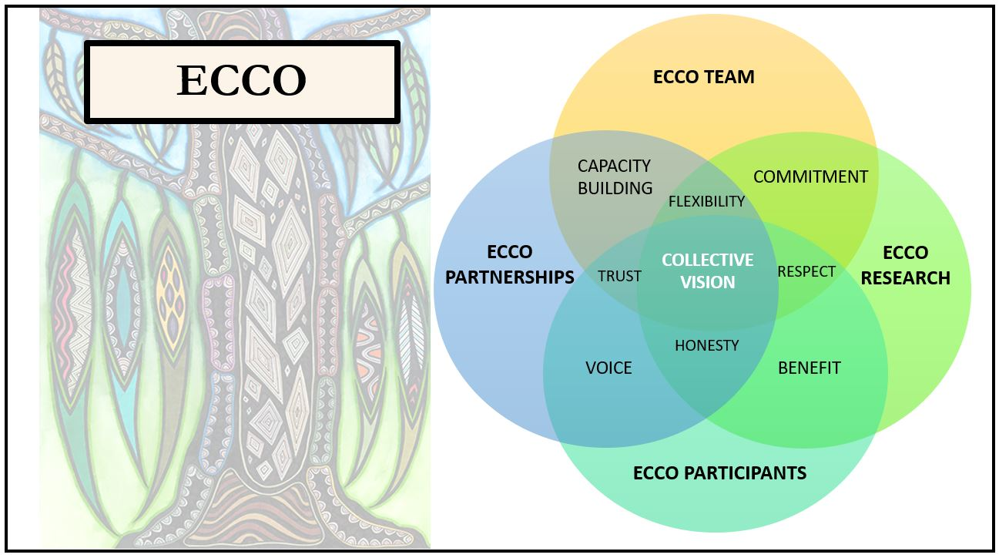 ECCO
ECCO TEAM
CAPACITY
BUILDING
COMMITMENT
FLEXIBILITY
ECCO
PARTNERSHIPS
TRUST
COLLECTIVE
VISION
RESPECT
ECCO
RESEARCH
HONESTY
VOICE
BENEFIT
ECCO PARTICIPANTS